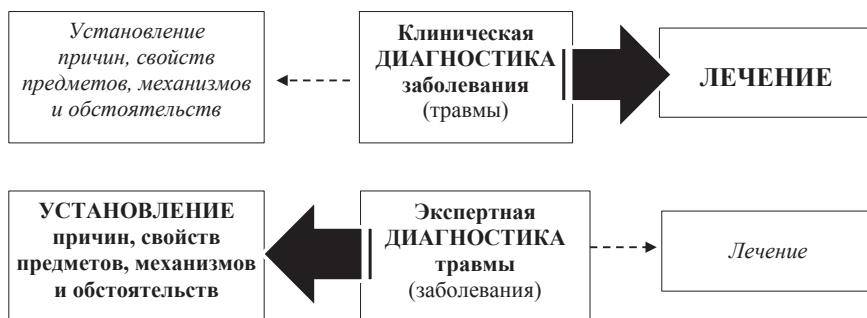 Установление
причин, свойств
предметов, механизмов
и обстоятельств
Клиническая
ДИАГНОСТИКА
заболевания
(травмы)
ЛЕЧЕНИЕ
УСТАНОВЛЕНИЕ
причин, свойств
предметов, механизмов
и обстоятельств
Экспертная
ДИАГНОСТИКА
травмы
(заболевания)
Лечение